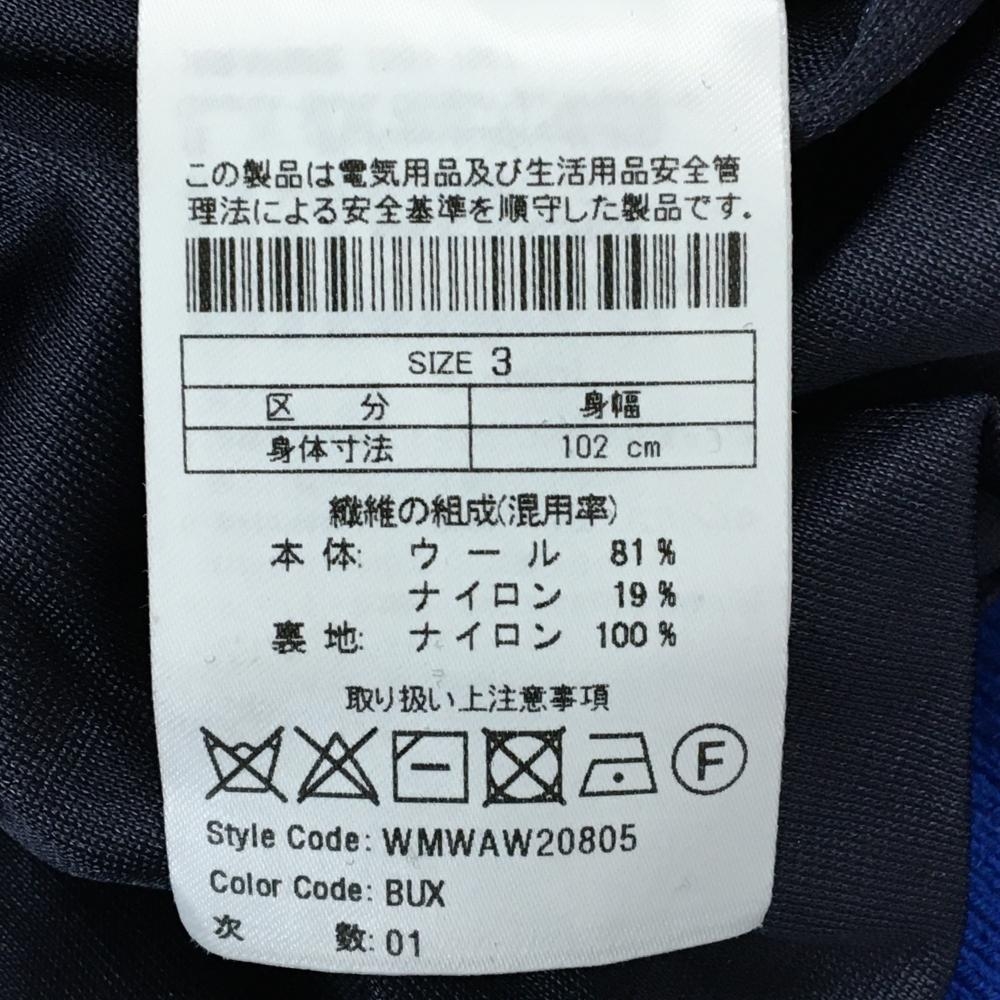 この製品は電気用品及び生活用品安全管
理法による安全基準を順守した製品です.
SIZE 3
区 分 身幅
身体寸法 102 cm
繊維の組成(混用率)
本 体: ウ ー ル 81 %
ナ イ ロ ン 19 %
裏 地: ナ イ ロ ン 100 %
取り扱い上注意事項
F
Style Code: WMWAW20805
Color Code: BUX
次 数: 01